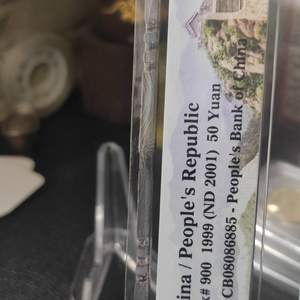 ina / People's Republic
# 900 1999 (ND 2001) 50 Yuan
CB08086885 - People's Bank of China